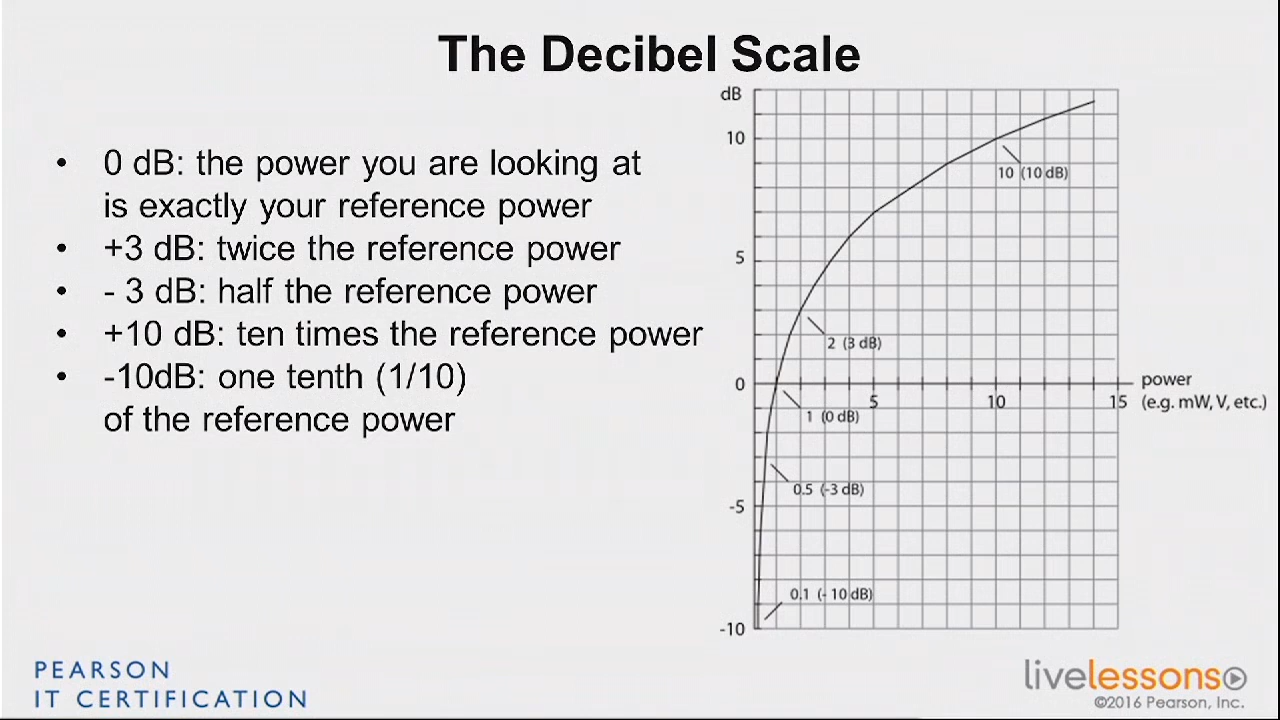 The Decibel Scale
• 0 dB: the power you are looking at
is exactly your reference power
• +3 dB: twice the reference power
• - 3 dB: half the reference power
• +10 dB: ten times the reference power
• -10dB: one tenth (1/10)
of the reference power
dB
10
10 (10 dB)
5
2 (3 dB)
0
power
5
10
15
(e.g. mW, V, etc.)
1 (0 dB)
0.5 (-3 dB)
-5
0.1 (- 10 dB)
-10
PEARSON
IT CERTIFICATION
livelessons
©2016 Pearson, Inc.